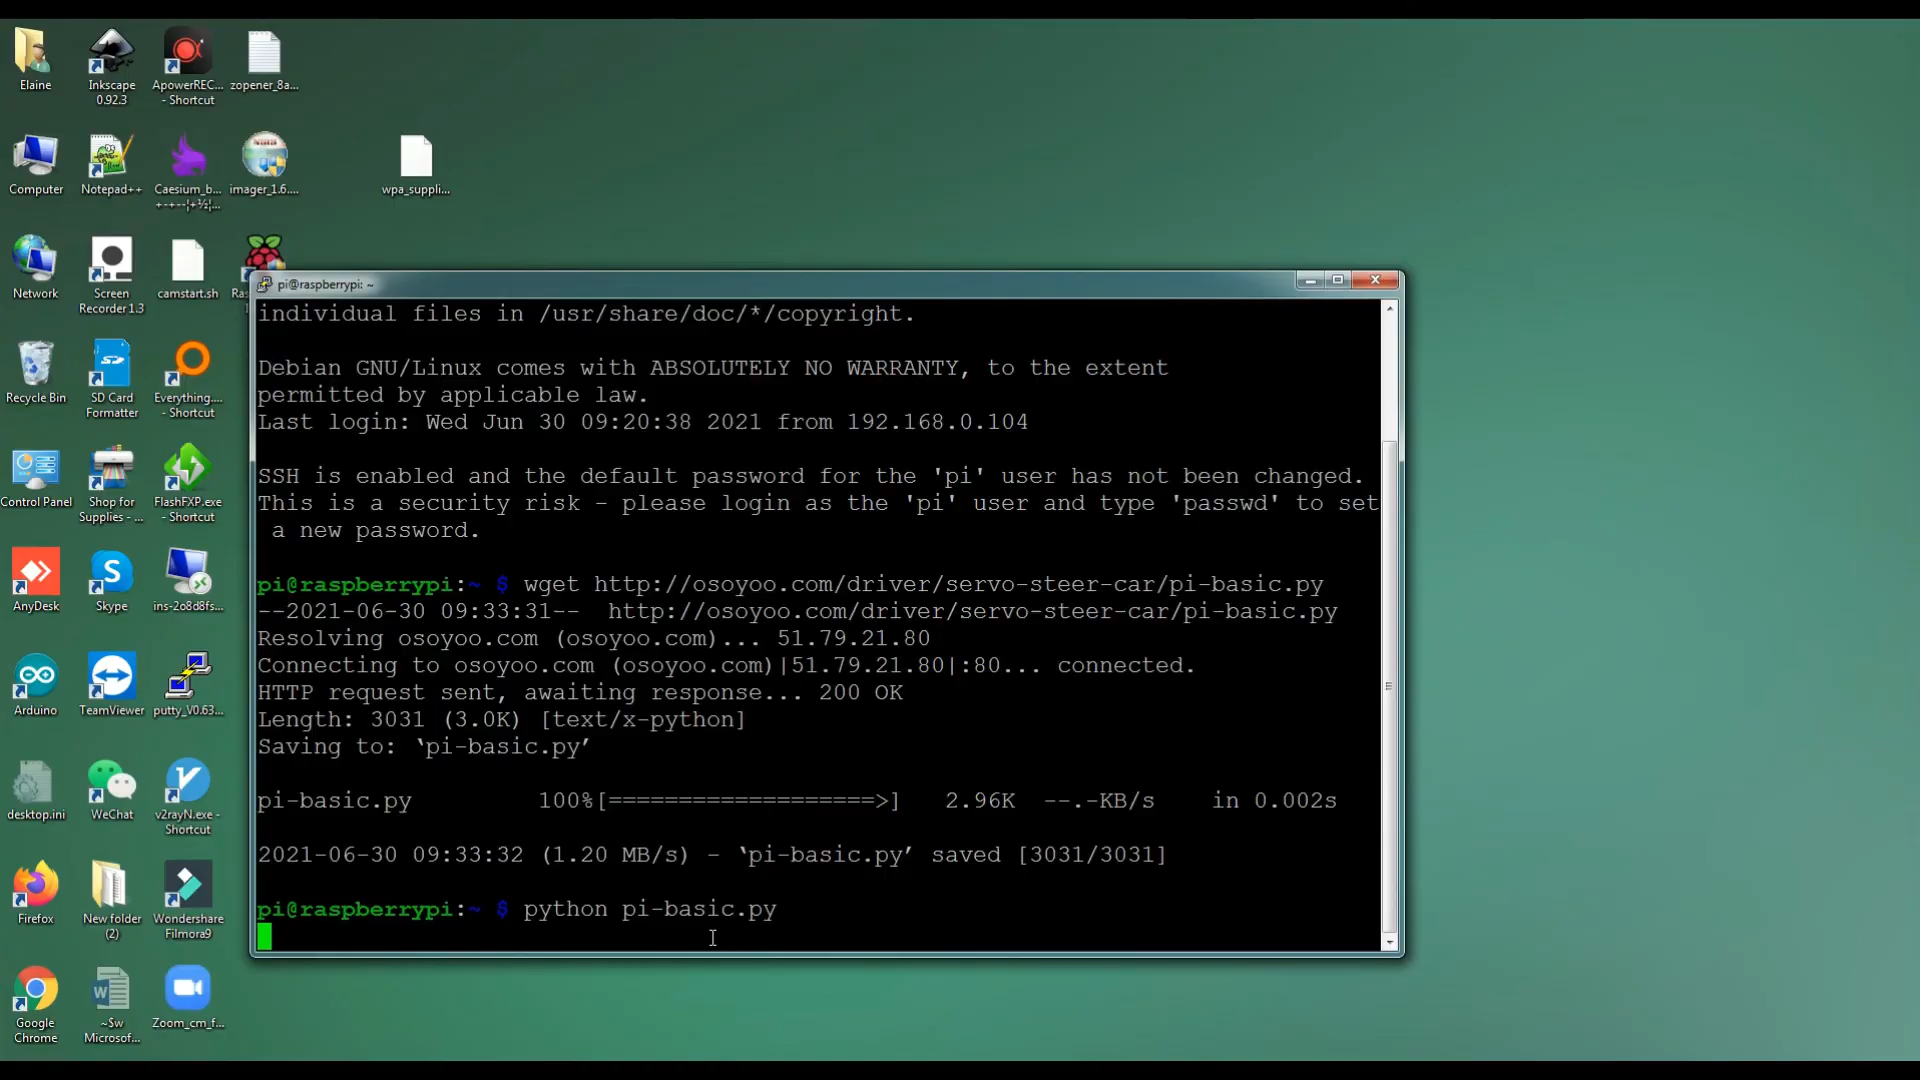 Elaine
Inkscape
0.92.3
ApowerREC...
- Shortcut
zopener_8a...
Computer
Notepad++
Caesium_b...
imager_1.6....
wpa_suppli...
Network
Screen
Recorder1.3
camstart.sh
Ras
Recycle Bin
SD Card
Formatter
Everything....
- Shortcut
Control Panel
Shop for
Supplies - ...
FlashFXP.exe
- Shortcut
AnyDesk
Skype
ins-2o8d8fs...
Arduino
TeamViewer
putty_V0.63...
desktop.ini
WeChat
v2rayN.exe -
Shortcut
Firefox
New folder
(2)
Wondershare
Filmora9
Google
Chrome
~$w
Microsof...
Zoom_cm_f...
pi@raspberrypi: ~
individual files in /usr/share/doc/*/copyright.
Debian GNU/Linux comes with ABSOLUTELY NO WARRANTY, to the extent
permitted by applicable law.
Last login: Wed Jun 30 09:20:38 2021 from 192.168.0.104
SSH is enabled and the default password for the 'pi' user has not been changed.
This is a security risk - please login as the 'pi' user and type 'passwd' to set
 a new password.
pi@raspberrypi:~ $ wget http://osoyoo.com/driver/servo-steer-car/pi-basic.py
--2021-06-30 09:33:31--  http://osoyoo.com/driver/servo-steer-car/pi-basic.py
Resolving osoyoo.com (osoyoo.com)... 51.79.21.80
Connecting to osoyoo.com (osoyoo.com)|51.79.21.80|:80... connected.
HTTP request sent, awaiting response... 200 OK
Length: 3031 (3.0K) [text/x-python]
Saving to: ‘pi-basic.py’
pi-basic.py         100%[===================>]   2.96K  --.-KB/s    in 0.002s
2021-06-30 09:33:32 (1.20 MB/s) - ‘pi-basic.py’ saved [3031/3031]
pi@raspberrypi:~ $ python pi-basic.py